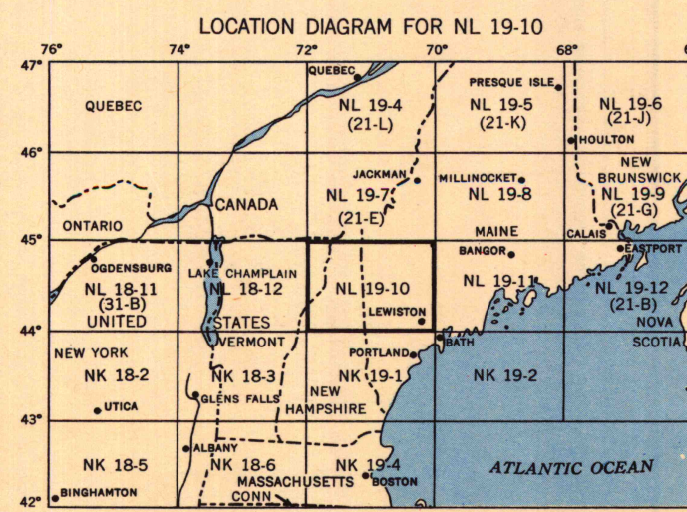 LOCATION DIAGRAM FOR NL 19-10
76° 74° 72° 70° 68°
47°
QUEBEC
PRESQUE ISLE
QUEBEC
NL 19-4
(21-L)
NL 19-5
(21-K)
NL 19-6
(21-J)
HOULTON
46°
NEW
BRUNSWICK
JACKMAN
MILLINOCKET
NL 19-7
(21-E)
NL 19-8
NL 19-9
(21-G)
CANADA
ONTARIO
MAINE
CALAIS
45°
BANGOR
EASTPORT
OGDENSBURG
LAKE CHAMPLAIN
NL 18-11
(31-B)
NL 18-12
NL 19-10
NL 19-11
NL 19-12
(21-B)
LEWISTON
UNITED
STATES
NOVA
SCOTIA
44°
VERMONT
BATH
NEW YORK
PORTLAND
NK 18-2
NK 18-3
NK 19-1
NK 19-2
GLENS FALLS
NEW
HAMPSHIRE
UTICA
43°
ALBANY
NK 18-5
NK 18-6
NK 19-4
ATLANTIC OCEAN
MASSACHUSETTS
BOSTON
BINGHAMTON
CONN
42°